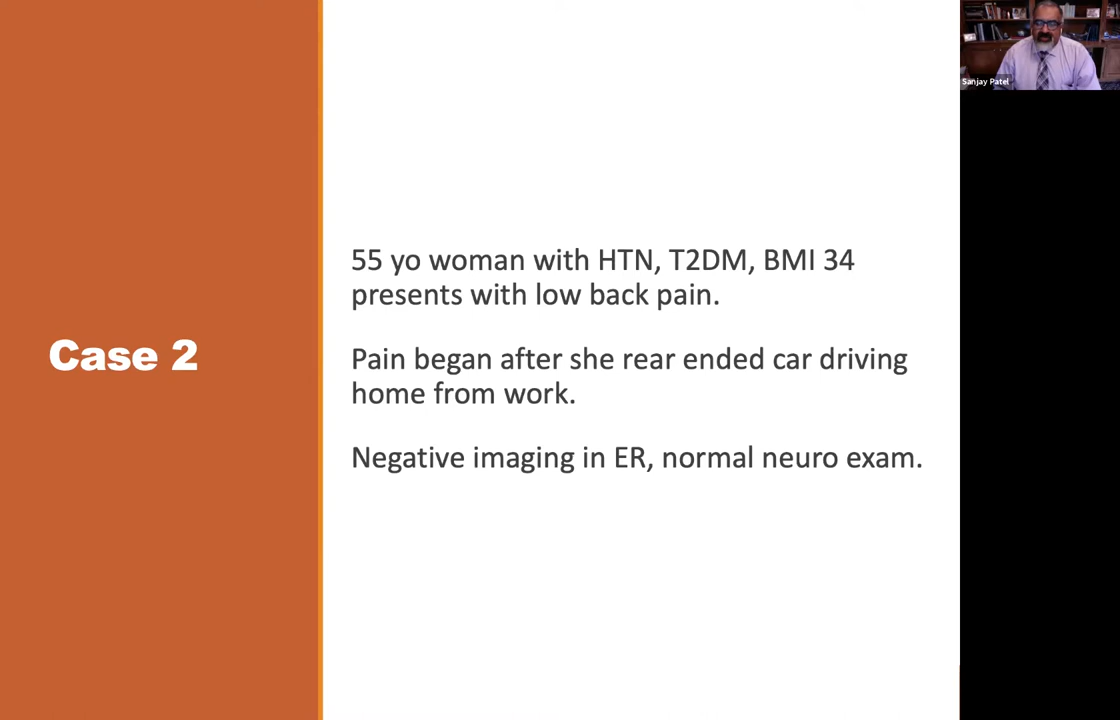 Case 2
55 yo woman with HTN, T2DM, BMI 34
presents with low back pain.
Pain began after she rear ended car driving
home from work.
Negative imaging in ER, normal neuro exam.
Sanjay Patel